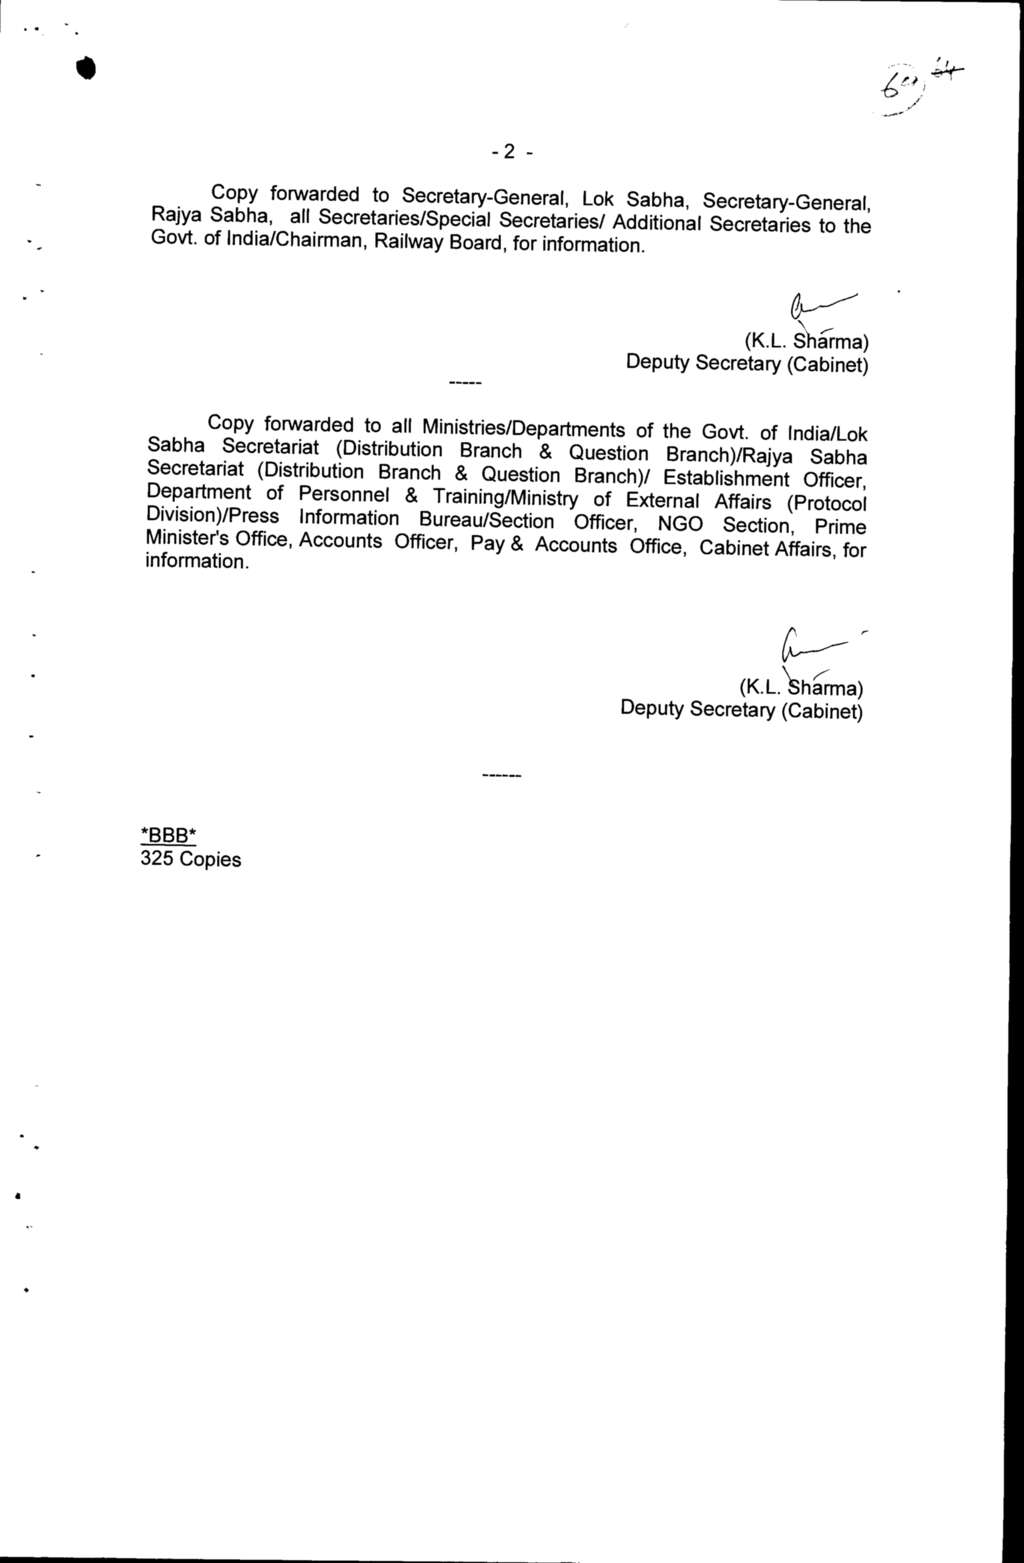 - 2 -
Copy forwarded to Secretary-General, Lok Sabha, Secretary-General,
Rajya Sabha, all Secretaries/Special Secretaries/ Additional Secretaries to the
Govt. of India/Chairman, Railway Board, for information.
(K.L. Sharma)
Deputy Secretary (Cabinet)
-----
Copy forwarded to all Ministries/Departments of the Govt. of India/Lok
Sabha Secretariat (Distribution Branch & Question Branch)/Rajya Sabha
Secretariat (Distribution Branch & Question Branch)/ Establishment Officer,
Department of Personnel & Training/Ministry of External Affairs (Protocol
Division)/Press Information Bureau/Section Officer, NGO Section, Prime
Minister's Office, Accounts Officer, Pay & Accounts Office, Cabinet Affairs, for
information.
(K.L. Sharma)
Deputy Secretary (Cabinet)
------
*BBB*
325 Copies